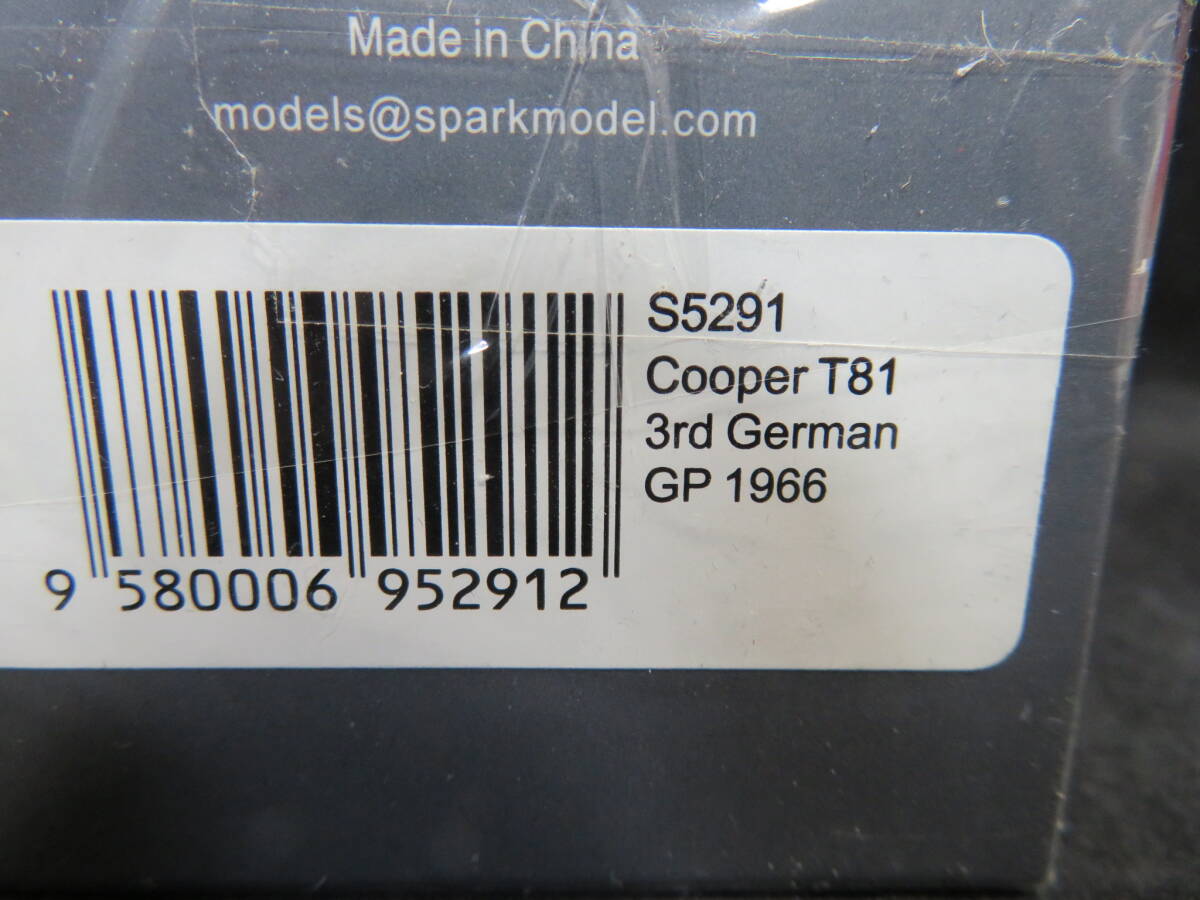 Made in China
models@sparkmodel.com
S5291
Cooper T81
3rd German
GP 1966
9 580006 952912